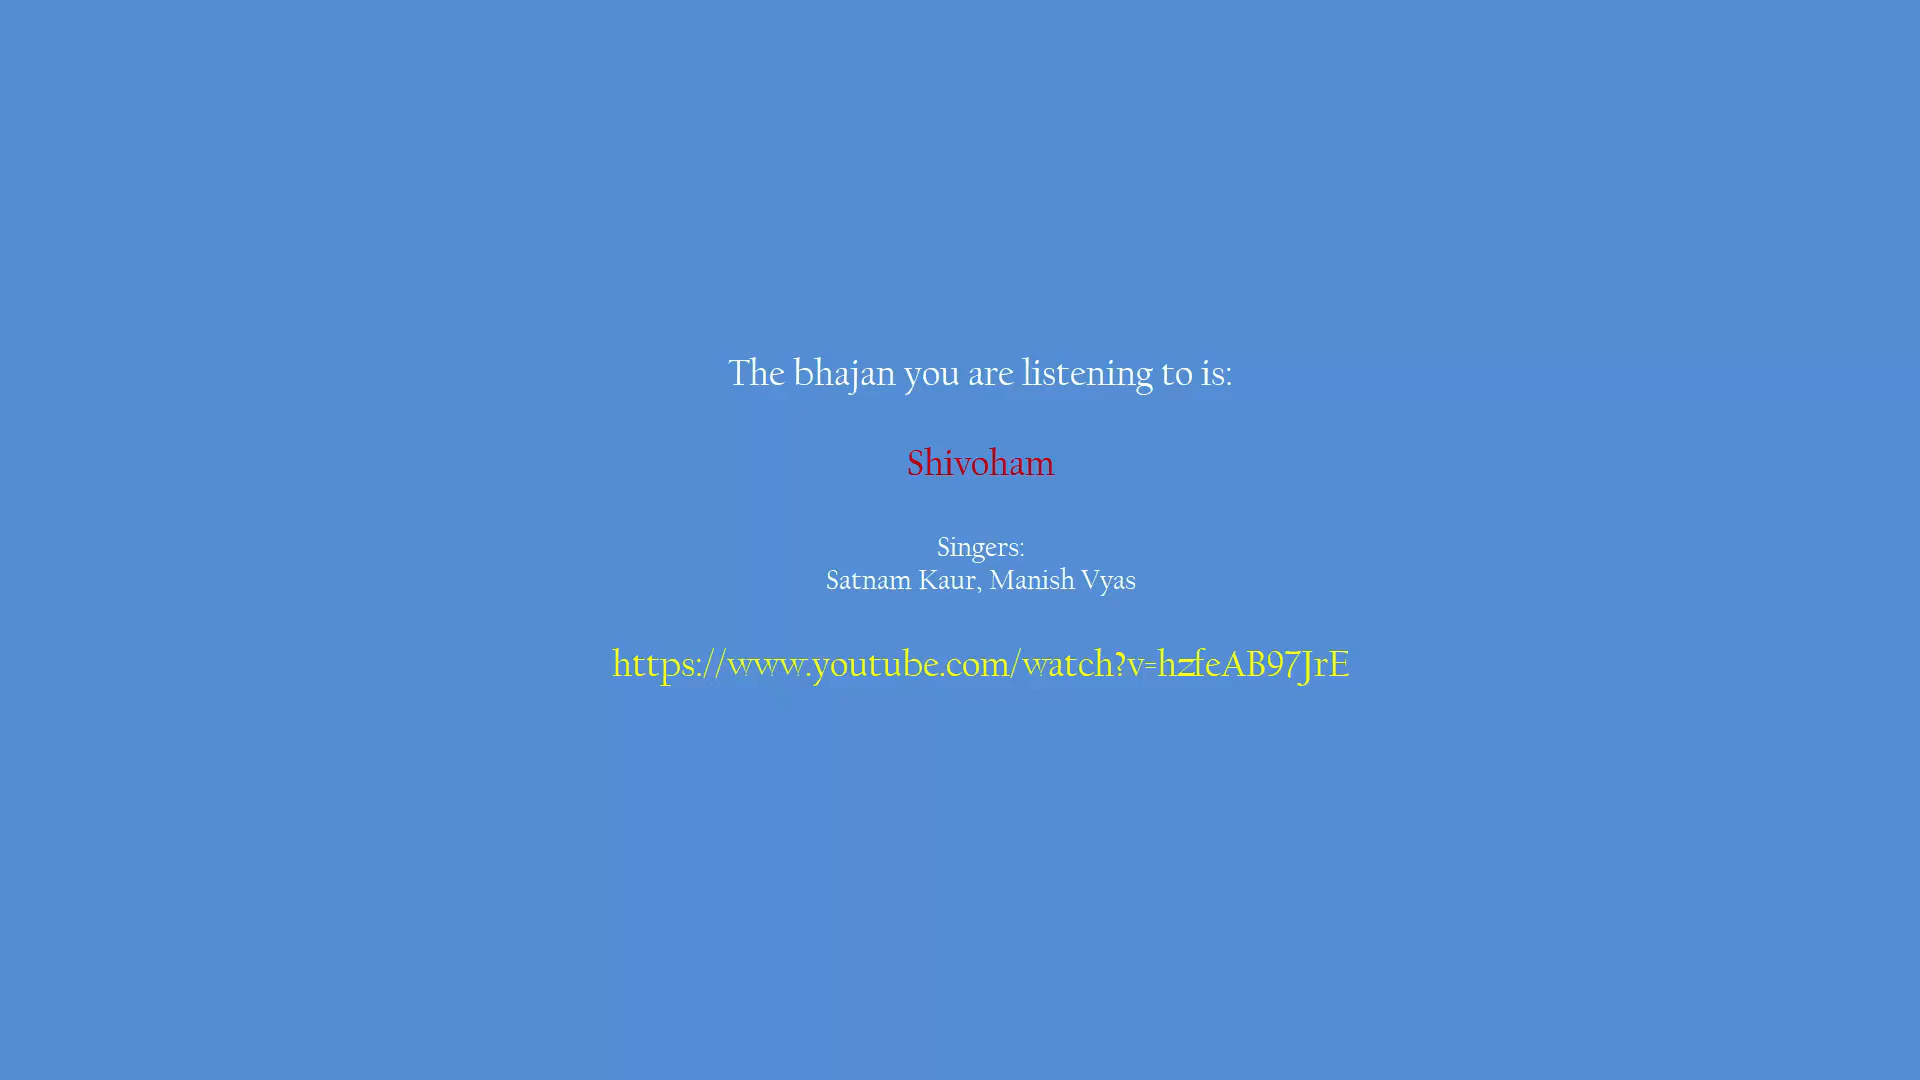 The bhajan you are listening to is:
Shivoham
Singers:
Satnam Kaur, Manish Vyas
https://www.youtube.com/watch?v=hzfeAB97JrE